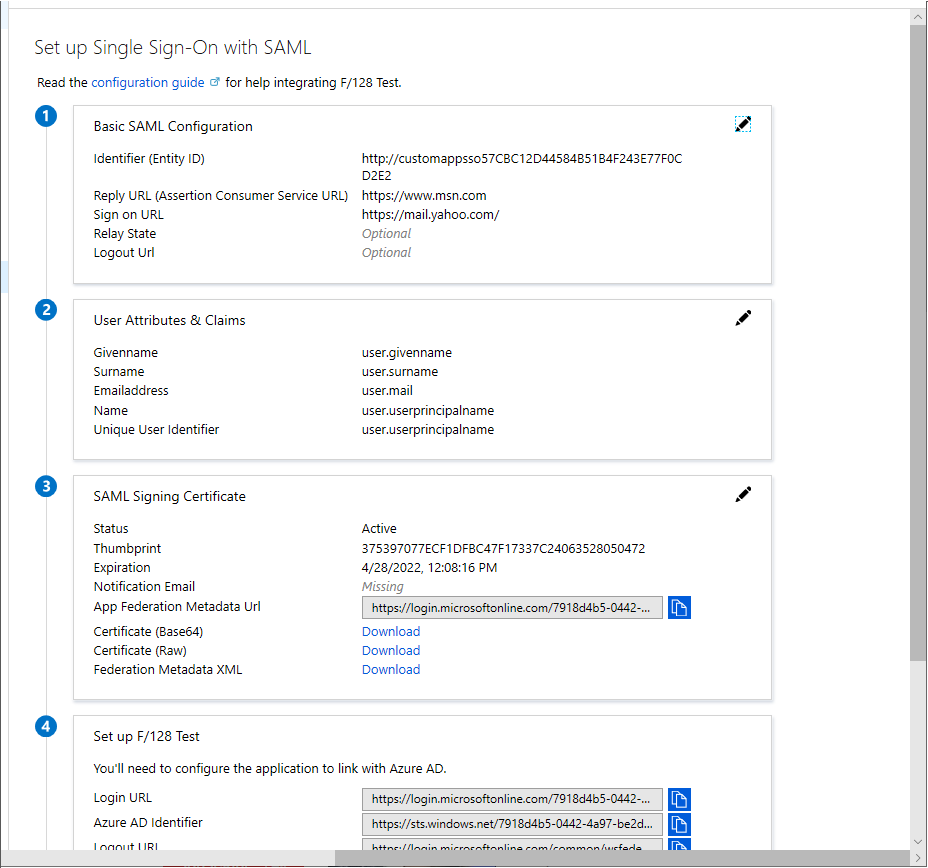 Set up Single Sign-On with SAML
Read the configuration guide for help integrating F/128 Test.
1
Basic SAML Configuration
Identifier (Entity ID) http://customappsso57CBC12D44584B51B4F243E77F0C
D2E2
Reply URL (Assertion Consumer Service URL) https://www.msn.com
Sign on URL https://mail.yahoo.com/
Relay State Optional
Logout Url Optional
2
User Attributes & Claims
Givenname user.givenname
Surname user.surname
Emailaddress user.mail
Name user.userprincipalname
Unique User Identifier user.userprincipalname
3
SAML Signing Certificate
Status Active
Thumbprint 375397077ECF1DFBC47F17337C24063528050472
Expiration 4/28/2022, 12:08:16 PM
Notification Email Missing
App Federation Metadata Url https://login.microsoftonline.com/7918d4b5-0442-...
Certificate (Base64) Download
Certificate (Raw) Download
Federation Metadata XML Download
4
Set up F/128 Test
You'll need to configure the application to link with Azure AD.
Login URL https://login.microsoftonline.com/7918d4b5-0442-...
Azure AD Identifier https://sts.windows.net/7918d4b5-0442-4a97-be2d...
Logout URL https://login.microsoftonline.com/common/wsfede...